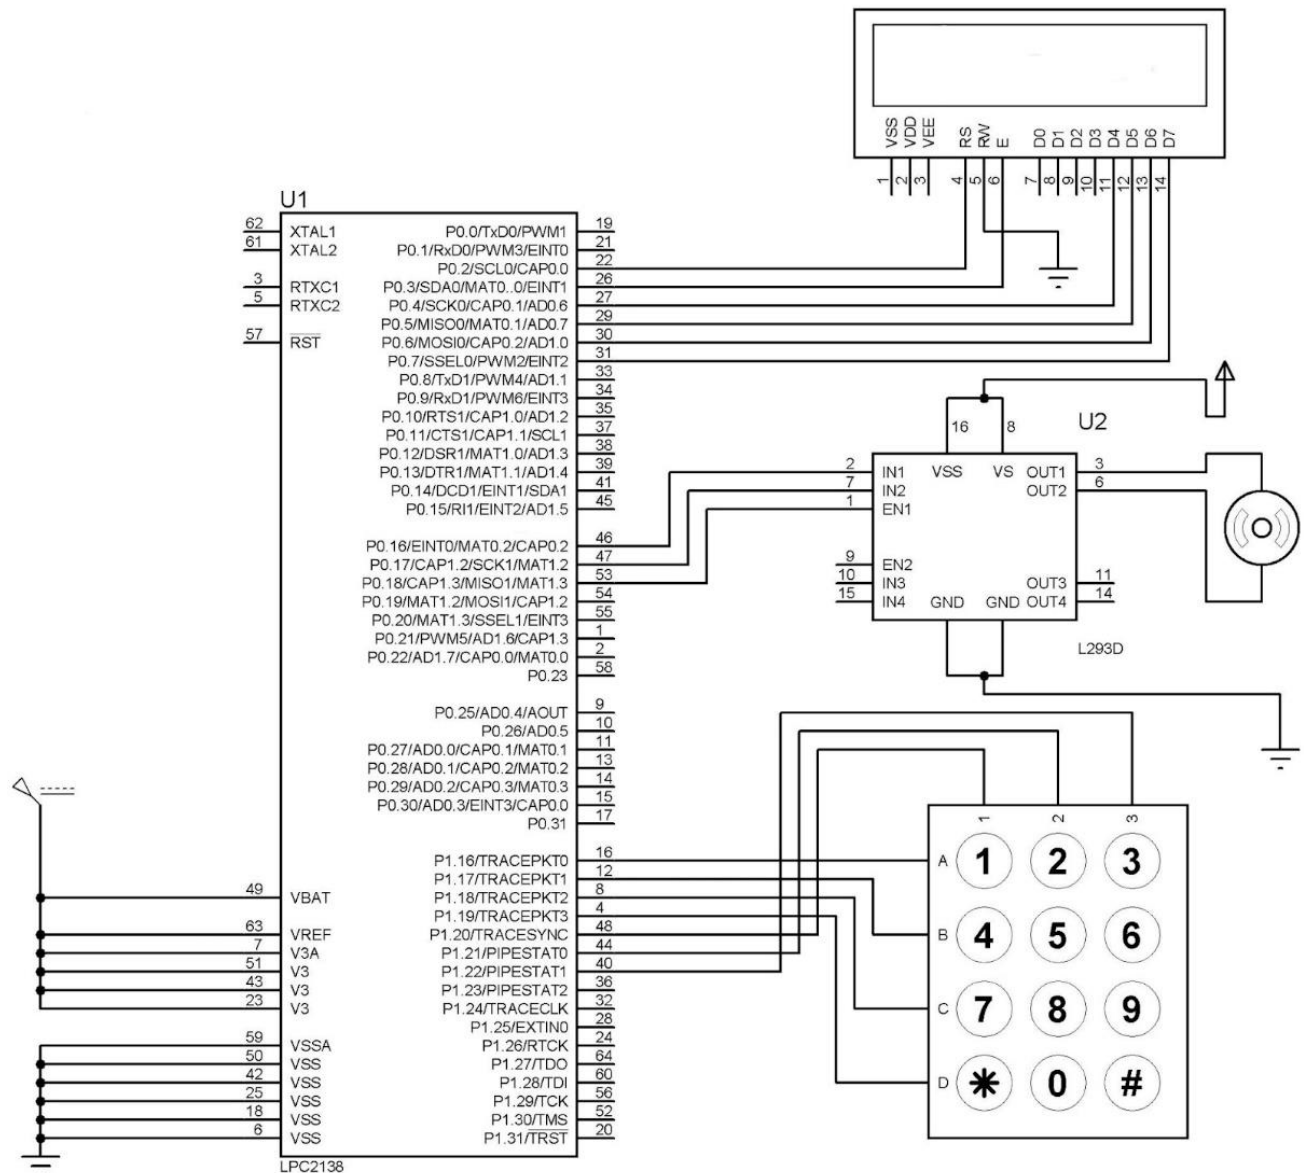 VSS
VDD
VEE
RS
RW
E
D0
D1
D2
D3
D4
D5
D6
D7
1
2
3
4
5
6
7
8
9
10
11
12
13
14
U1
62 XTAL1
61 XTAL2
3 RTXC1
5 RTXC2
57 RST
49 VBAT
63 VREF
7 V3A
51 V3
43 V3
23 V3
59 VSSA
50 VSS
42 VSS
25 VSS
18 VSS
6 VSS
P0.0/TxD0/PWM1 19
P0.1/RxD0/PWM3/EINT0 21
P0.2/SCL0/CAP0.0 22
P0.3/SDA0/MAT0..0/EINT1 26
P0.4/SCK0/CAP0.1/AD0.6 27
P0.5/MISO0/MAT0.1/AD0.7 29
P0.6/MOSI0/CAP0.2/AD1.0 30
P0.7/SSEL0/PWM2/EINT2 31
P0.8/TxD1/PWM4/AD1.1 33
P0.9/RxD1/PWM6/EINT3 34
P0.10/RTS1/CAP1.0/AD1.2 35
P0.11/CTS1/CAP1.1/SCL1 37
P0.12/DSR1/MAT1.0/AD1.3 38
P0.13/DTR1/MAT1.1/AD1.4 39
P0.14/DCD1/EINT1/SDA1 41
P0.15/RI1/EINT2/AD1.5 45
P0.16/EINT0/MAT0.2/CAP0.2 46
P0.17/CAP1.2/SCK1/MAT1.2 47
P0.18/CAP1.3/MISO1/MAT1.3 53
P0.19/MAT1.2/MOSI1/CAP1.2 54
P0.20/MAT1.3/SSEL1/EINT3 55
P0.21/PWM5/AD1.6/CAP1.3 1
P0.22/AD1.7/CAP0.0/MAT0.0 2
P0.23 58
P0.25/AD0.4/AOUT 9
P0.26/AD0.5 10
P0.27/AD0.0/CAP0.1/MAT0.1 11
P0.28/AD0.1/CAP0.2/MAT0.2 13
P0.29/AD0.2/CAP0.3/MAT0.3 14
P0.30/AD0.3/EINT3/CAP0.0 15
P0.31 17
P1.16/TRACEPKT0 16
P1.17/TRACEPKT1 12
P1.18/TRACEPKT2 8
P1.19/TRACEPKT3 4
P1.20/TRACESYNC 48
P1.21/PIPESTAT0 44
P1.22/PIPESTAT1 40
P1.23/PIPESTAT2 36
P1.24/TRACECLK 32
P1.25/EXTIN0 28
P1.26/RTCK 24
P1.27/TDO 64
P1.28/TDI 60
P1.29/TCK 56
P1.30/TMS 52
P1.31/TRST 20
LPC2138
U2
16 8
VSS VS
2 IN1
7 IN2
1 EN1
9 EN2
10 IN3
15 IN4
OUT1 3
OUT2 6
OUT3 11
OUT4 14
GND GND
L293D
1 2 3
A 1 2 3
B 4 5 6
C 7 8 9
D * 0 #